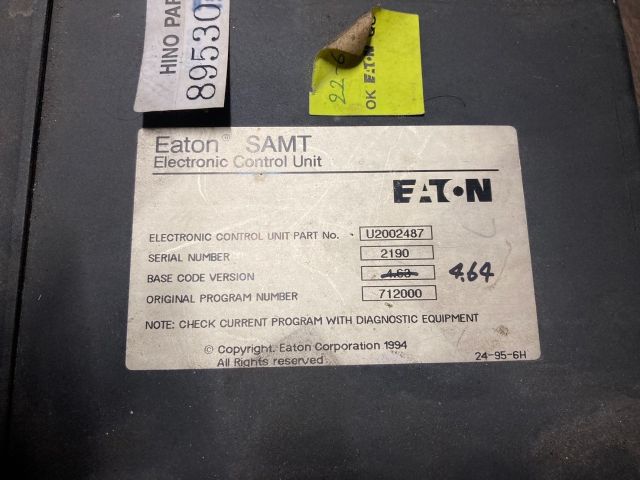 HINO PAR
89530
22-6
OK EATON
Eaton® SAMT
Electronic Control Unit
EATON
ELECTRONIC CONTROL UNIT PART No. U2002487
SERIAL NUMBER 2190
BASE CODE VERSION 4.63 4.64
ORIGINAL PROGRAM NUMBER 712000
NOTE: CHECK CURRENT PROGRAM WITH DIAGNOSTIC EQUIPMENT
© Copyright. Eaton Corporation 1994
All Rights reserved
24-95-6H